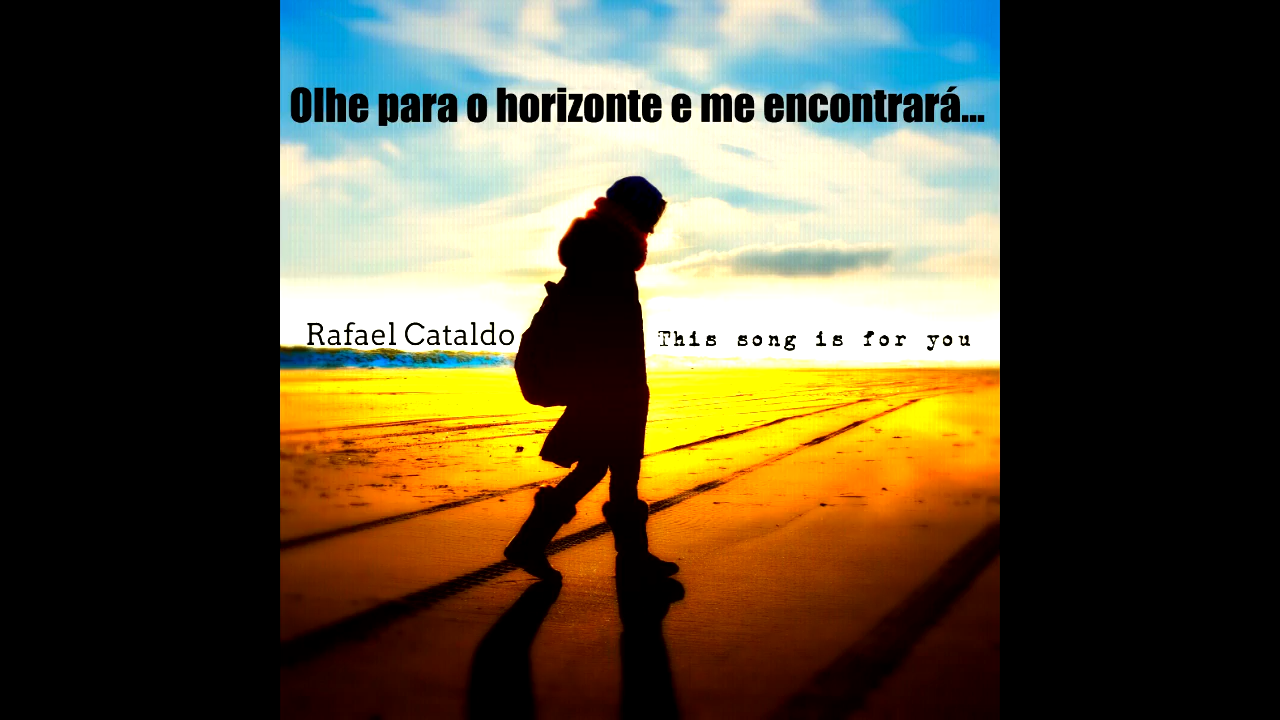 Olhe para o horizonte e me encontrará...
Rafael Cataldo
This song is for you